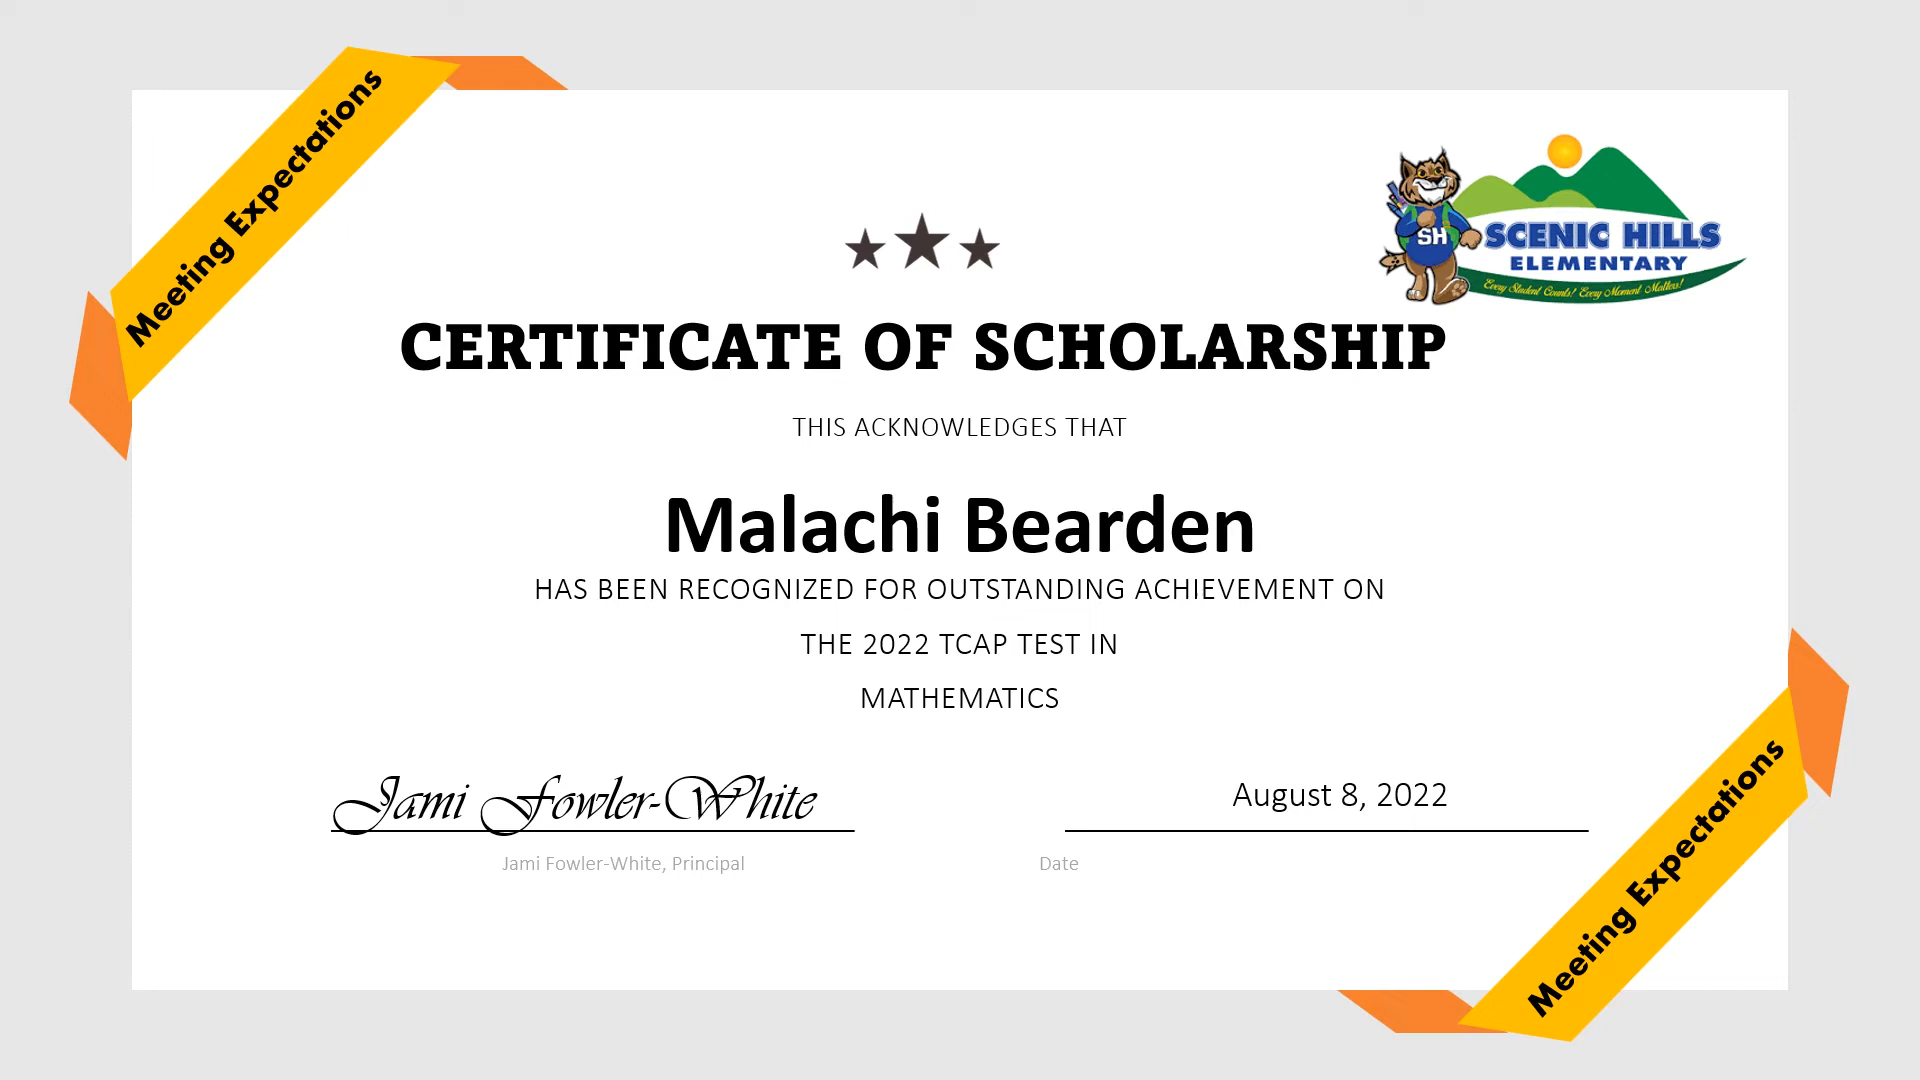 Meeting Expectations
SH
SCENIC HILLS
ELEMENTARY
Every Student Counts! Every Moment Matters!
CERTIFICATE OF SCHOLARSHIP
THIS ACKNOWLEDGES THAT
Malachi Bearden
HAS BEEN RECOGNIZED FOR OUTSTANDING ACHIEVEMENT ON
THE 2022 TCAP TEST IN
MATHEMATICS
Jami Fowler-White
August 8, 2022
Jami Fowler-White, Principal
Date
Meeting Expectations